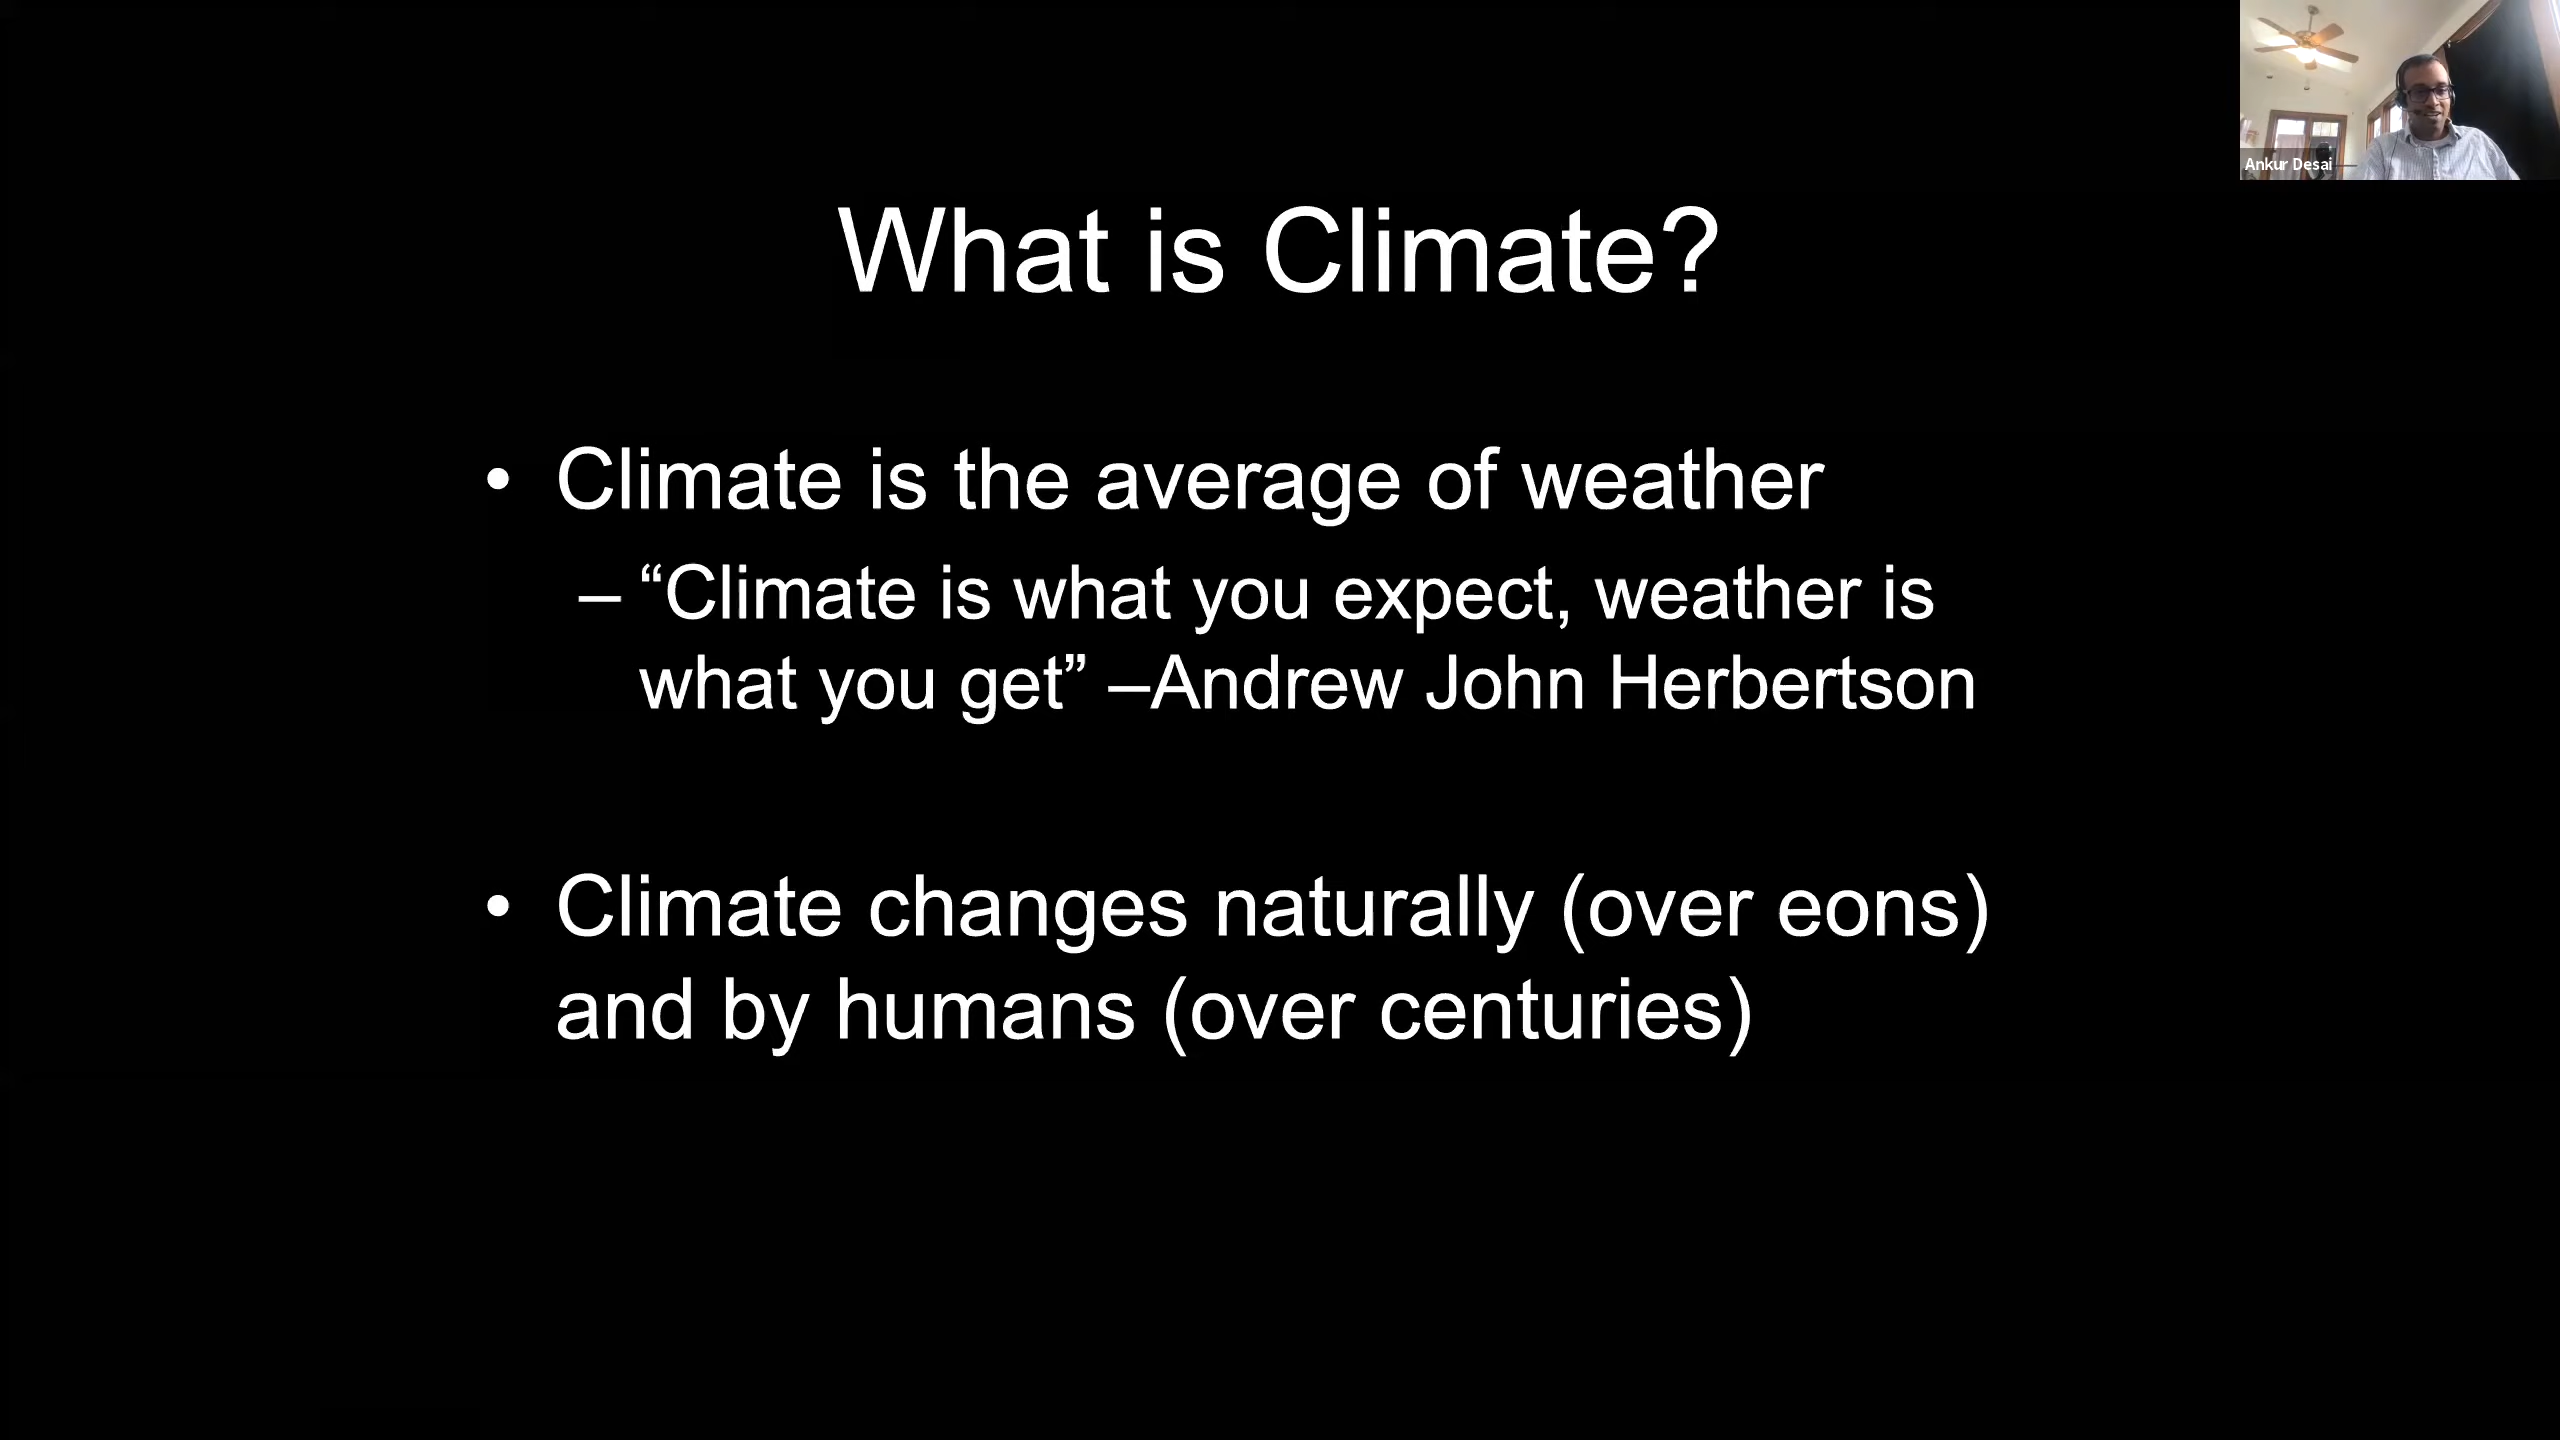 Ankur Desai
What is Climate?
• Climate is the average of weather
– “Climate is what you expect, weather is
what you get” –Andrew John Herbertson
• Climate changes naturally (over eons)
and by humans (over centuries)